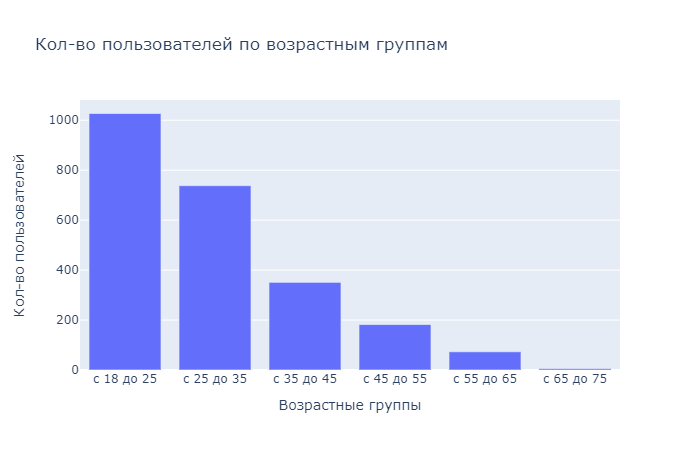 Кол-во пользователей по возрастным группам
Кол-во пользователей
1000
800
600
400
200
0
с 18 до 25
с 25 до 35
с 35 до 45
с 45 до 55
с 55 до 65
с 65 до 75
Возрастные группы